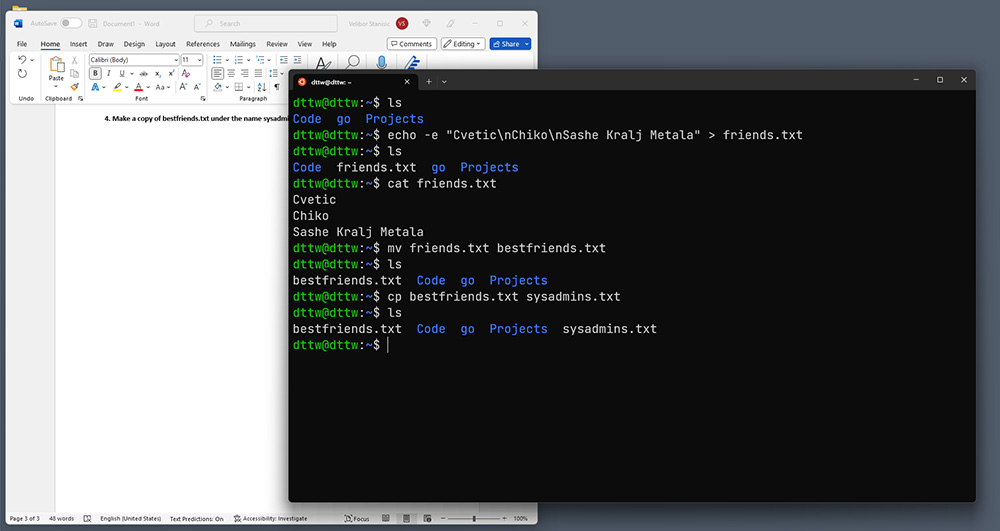 AutoSave
Document1 - Word
Search
Velibor Stanisic
VS
File Home Insert Draw Design Layout References Mailings Review View Help
Comments
Editing
Share
Calibri (Body) 11
Paste
Undo Clipboard Font Paragraph
4. Make a copy of bestfriends.txt under the name sysadmin
dttw@dttw: ~
dttw@dttw:~$ ls
Code go Projects
dttw@dttw:~$ echo -e "Cvetic\nChiko\nSashe Kralj Metala" > friends.txt
dttw@dttw:~$ ls
Code friends.txt go Projects
dttw@dttw:~$ cat friends.txt
Cvetic
Chiko
Sashe Kralj Metala
dttw@dttw:~$ mv friends.txt bestfriends.txt
dttw@dttw:~$ ls
bestfriends.txt Code go Projects
dttw@dttw:~$ cp bestfriends.txt sysadmins.txt
dttw@dttw:~$ ls
bestfriends.txt Code go Projects sysadmins.txt
dttw@dttw:~$
Page 3 of 3 48 words English (United States) Text Predictions: On Accessibility: Investigate Focus 100%